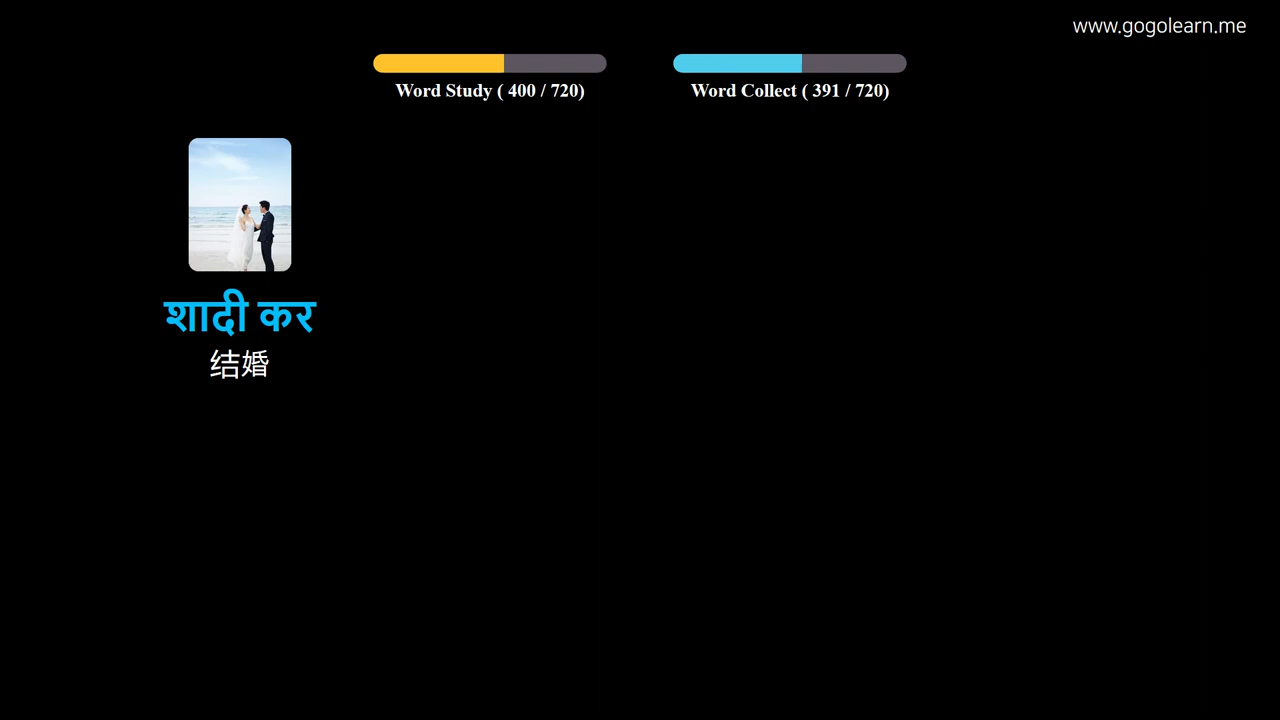 www.gogolearn.me
Word Study ( 400 / 720)
Word Collect ( 391 / 720)
शादी कर
结婚